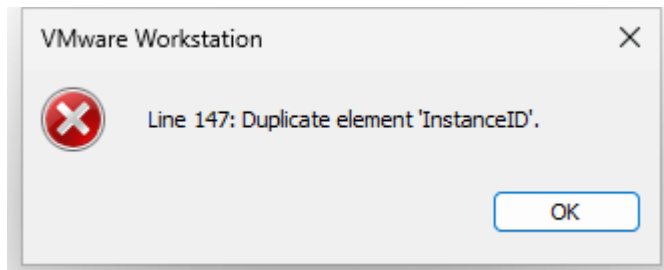 VMware Workstation
Line 147: Duplicate element 'InstanceID'.
OK